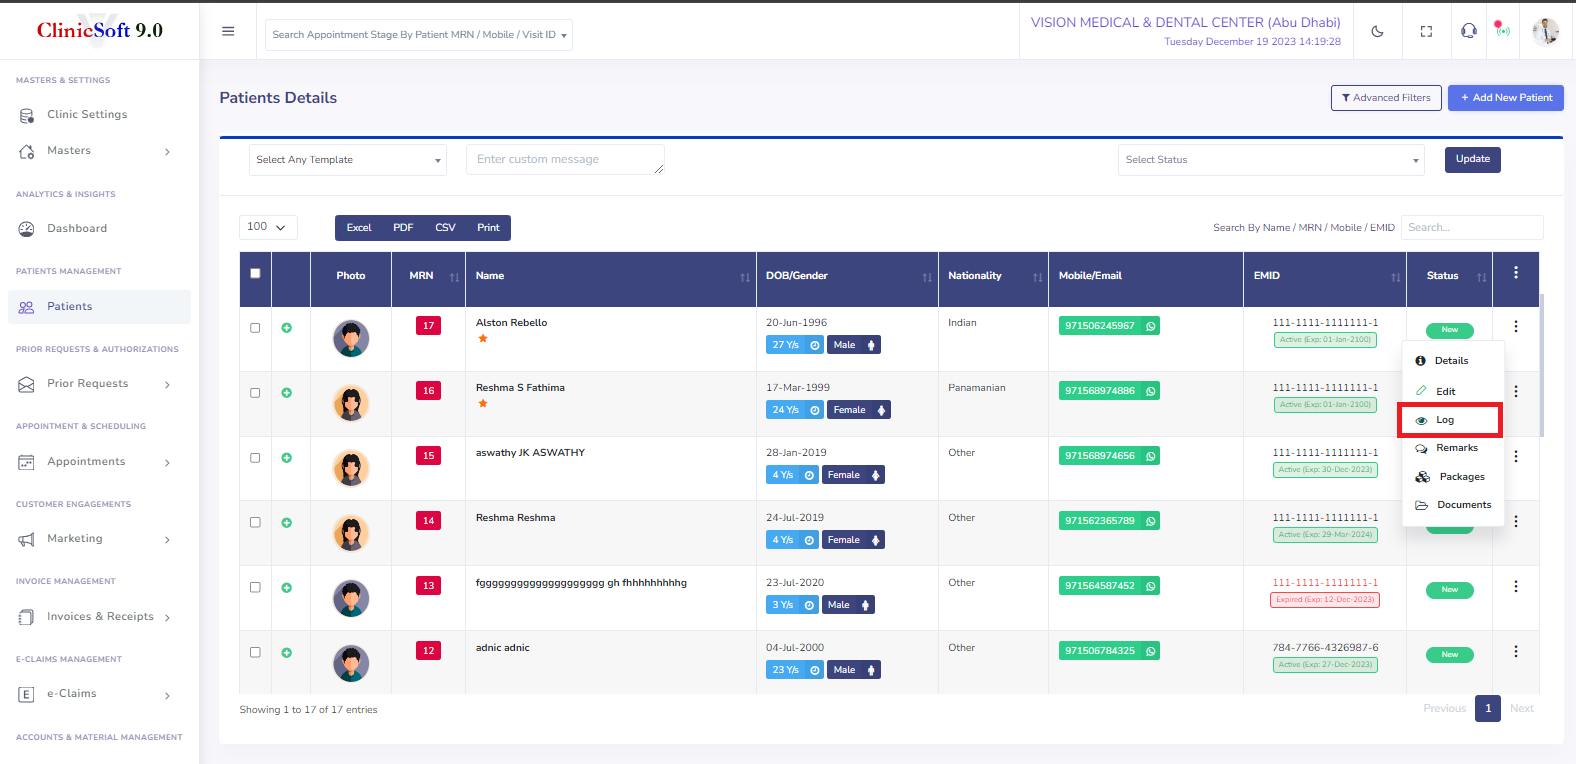 ClinicSoft 9.0
Search Appointment Stage By Patient MRN / Mobile / Visit ID
VISION MEDICAL & DENTAL CENTER (Abu Dhabi)
Tuesday December 19 2023 14:19:28
MASTERS & SETTINGS
Clinic Settings
Masters
ANALYTICS & INSIGHTS
Dashboard
PATIENTS MANAGEMENT
Patients
PRIOR REQUESTS & AUTHORIZATIONS
Prior Requests
APPOINTMENT & SCHEDULING
Appointments
CUSTOMER ENGAGEMENTS
Marketing
INVOICE MANAGEMENT
Invoices & Receipts
E-CLAIMS MANAGEMENT
E e-Claims
ACCOUNTS & MATERIAL MANAGEMENT
Patients Details
Advanced Filters
+ Add New Patient
Select Any Template
Enter custom message
Select Status
Update
100
Excel PDF CSV Print
Search By Name / MRN / Mobile / EMID Search...
Photo MRN Name DOB/Gender Nationality Mobile/Email EMID Status
17 Alston Rebello 20-Jun-1996 Indian 971506245967 111-1111-1111111-1 New
27 Y/s Male Active (Exp: 01-Jan-2100)
16 Reshma S Fathima 17-Mar-1999 Panamanian 971568974886 111-1111-1111111-1
24 Y/s Female Active (Exp: 01-Jan-2100)
15 aswathy JK ASWATHY 28-Jan-2019 Other 971568974656 111-1111-1111111-1
4 Y/s Female Active (Exp: 30-Dec-2023)
14 Reshma Reshma 24-Jul-2019 Other 971562365789 111-1111-1111111-1
4 Y/s Female Active (Exp: 29-Mar-2024)
13 fggggggggggggggggggggg gh fhhhhhhhhhg 23-Jul-2020 Other 971564587452 111-1111-1111111-1 New
3 Y/s Male Expired (Exp: 12-Dec-2023)
12 adnic adnic 04-Jul-2000 Other 971506784325 784-7766-4326987-6 New
23 Y/s Male Active (Exp: 27-Dec-2023)
Details
Edit
Log
Remarks
Packages
Documents
Showing 1 to 17 of 17 entries
Previous 1 Next